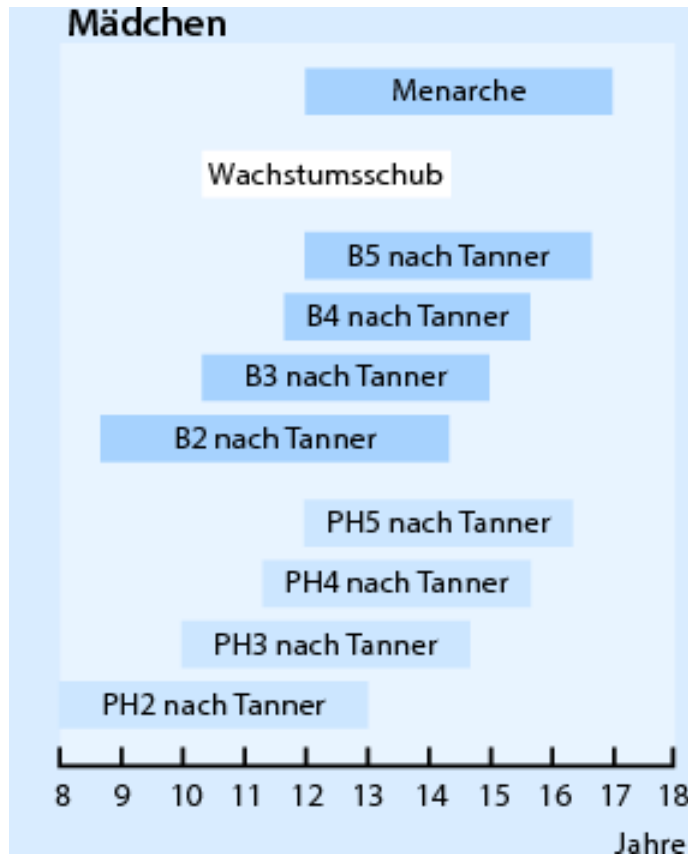 Mädchen
Menarche
Wachstumsschub
B5 nach Tanner
B4 nach Tanner
B3 nach Tanner
B2 nach Tanner
PH5 nach Tanner
PH4 nach Tanner
PH3 nach Tanner
PH2 nach Tanner
8 9 10 11 12 13 14 15 16 17 18
Jahre